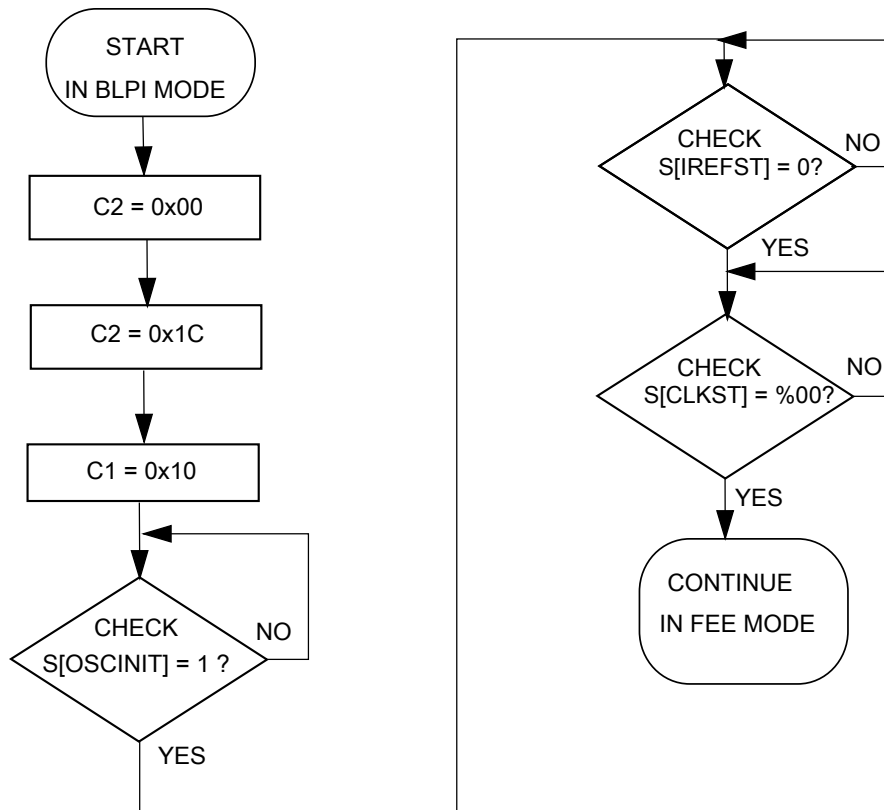 START
IN BLPI MODE
C2 = 0x00
C2 = 0x1C
C1 = 0x10
CHECK
S[OSCINIT] = 1 ?
NO
YES
CHECK
S[IREFST] = 0?
NO
YES
CHECK
S[CLKST] = %00?
NO
YES
CONTINUE
IN FEE MODE